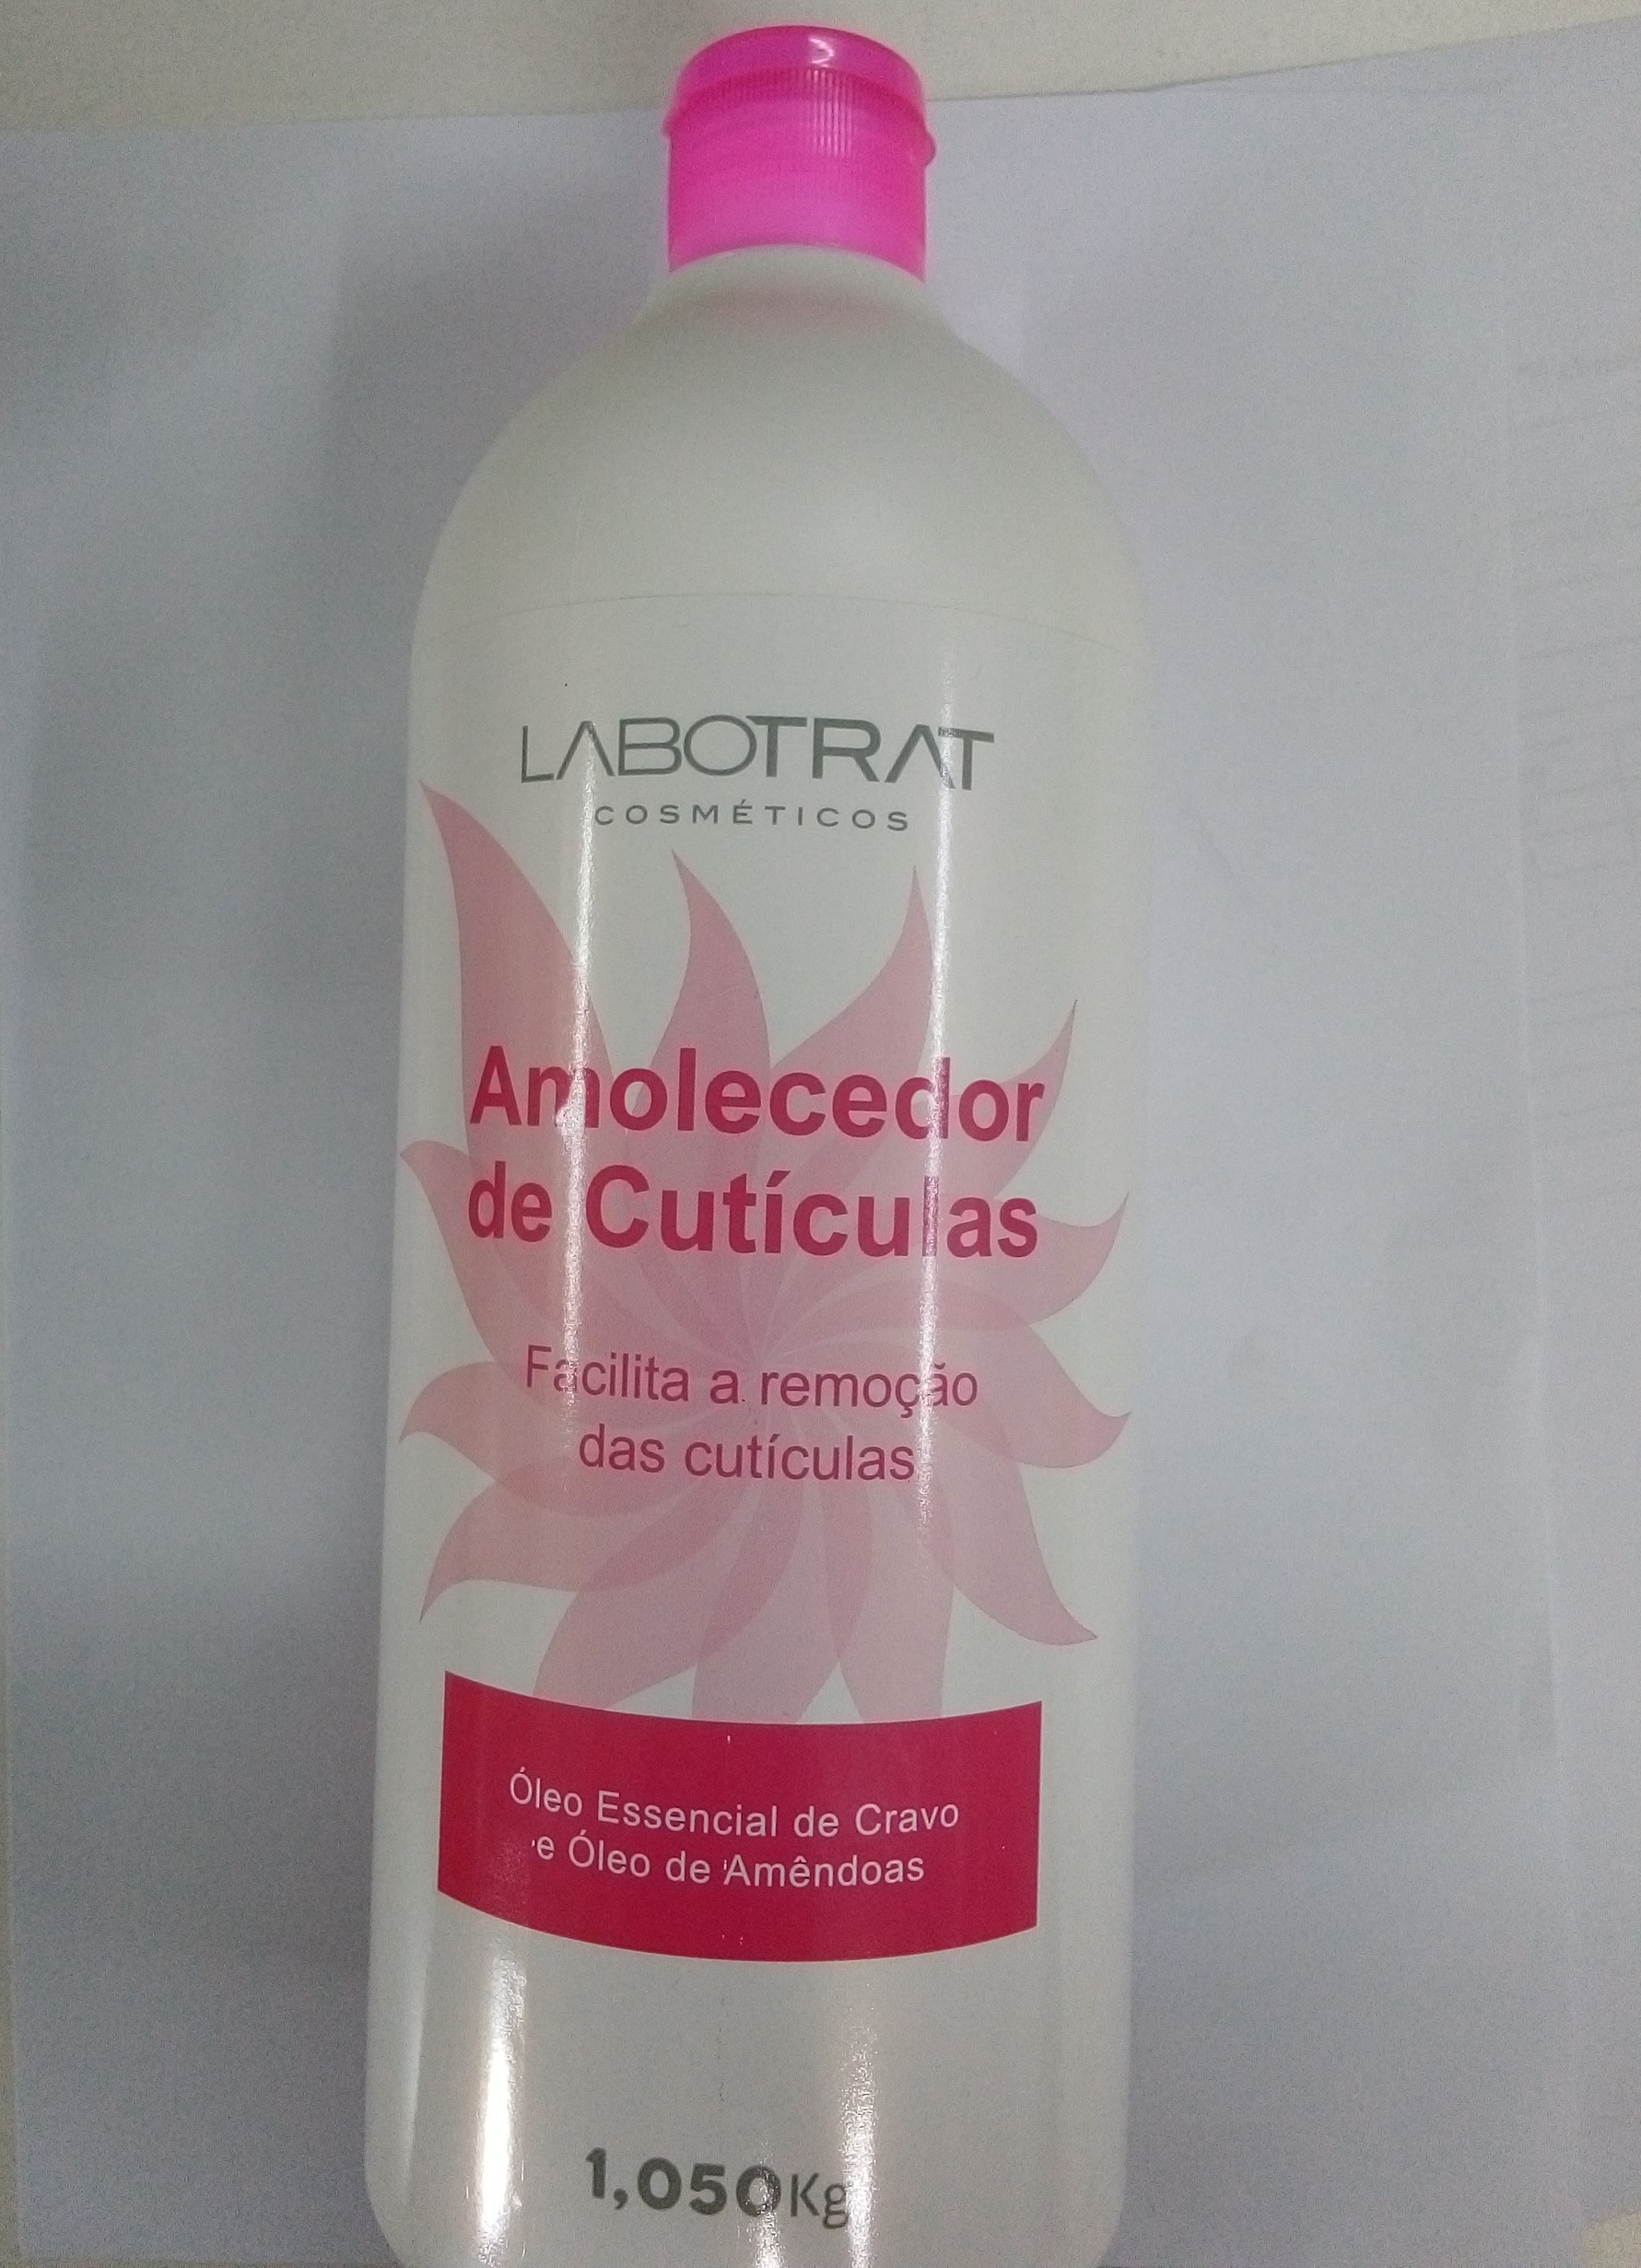 LABOTRAT
COSMÉTICOS
Amolecedor
de Cutículas
Facilita a remoção
das cutículas
Óleo Essencial de Cravo
e Óleo de Amêndoas
1,050Kg